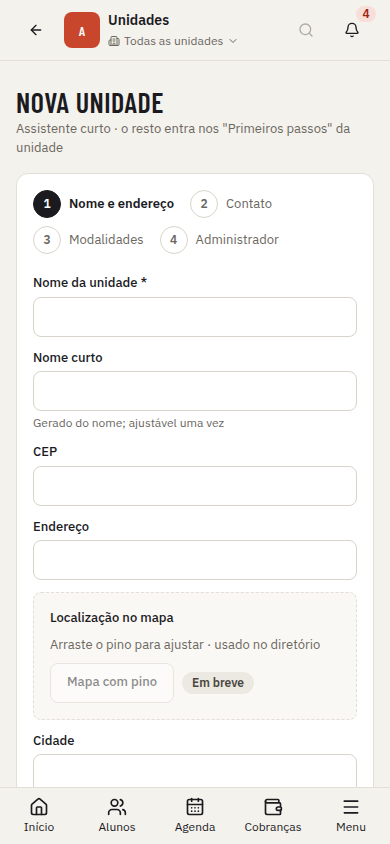 A
Unidades
Todas as unidades
4
NOVA UNIDADE
Assistente curto · o resto entra nos "Primeiros passos" da
unidade
1 Nome e endereço 2 Contato
3 Modalidades 4 Administrador
Nome da unidade *
Nome curto
Gerado do nome; ajustável uma vez
CEP
Endereço
Localização no mapa
Arraste o pino para ajustar · usado no diretório
Mapa com pino Em breve
Cidade
Início Alunos Agenda Cobranças Menu